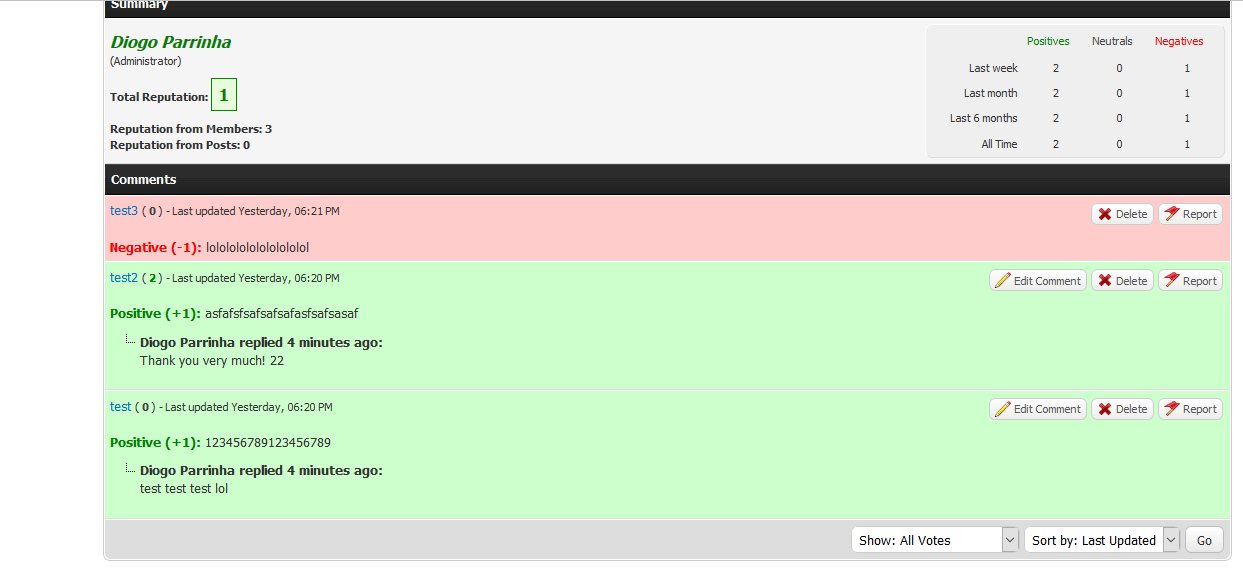 Summary
Diogo Parrinha
(Administrator)
Total Reputation: 1
Reputation from Members: 3
Reputation from Posts: 0
Positives Neutrals Negatives
Last week 2 0 1
Last month 2 0 1
Last 6 months 2 0 1
All Time 2 0 1
Comments
test3 ( 0 ) - Last updated Yesterday, 06:21 PM Delete Report
Negative (-1): lolololololololololol
test2 ( 2 ) - Last updated Yesterday, 06:20 PM Edit Comment Delete Report
Positive (+1): asfafsfsafsafsafasfsafsasaf
Diogo Parrinha replied 4 minutes ago:
Thank you very much! 22
test ( 0 ) - Last updated Yesterday, 06:20 PM Edit Comment Delete Report
Positive (+1): 123456789123456789
Diogo Parrinha replied 4 minutes ago:
test test test lol
Show: All Votes Sort by: Last Updated Go